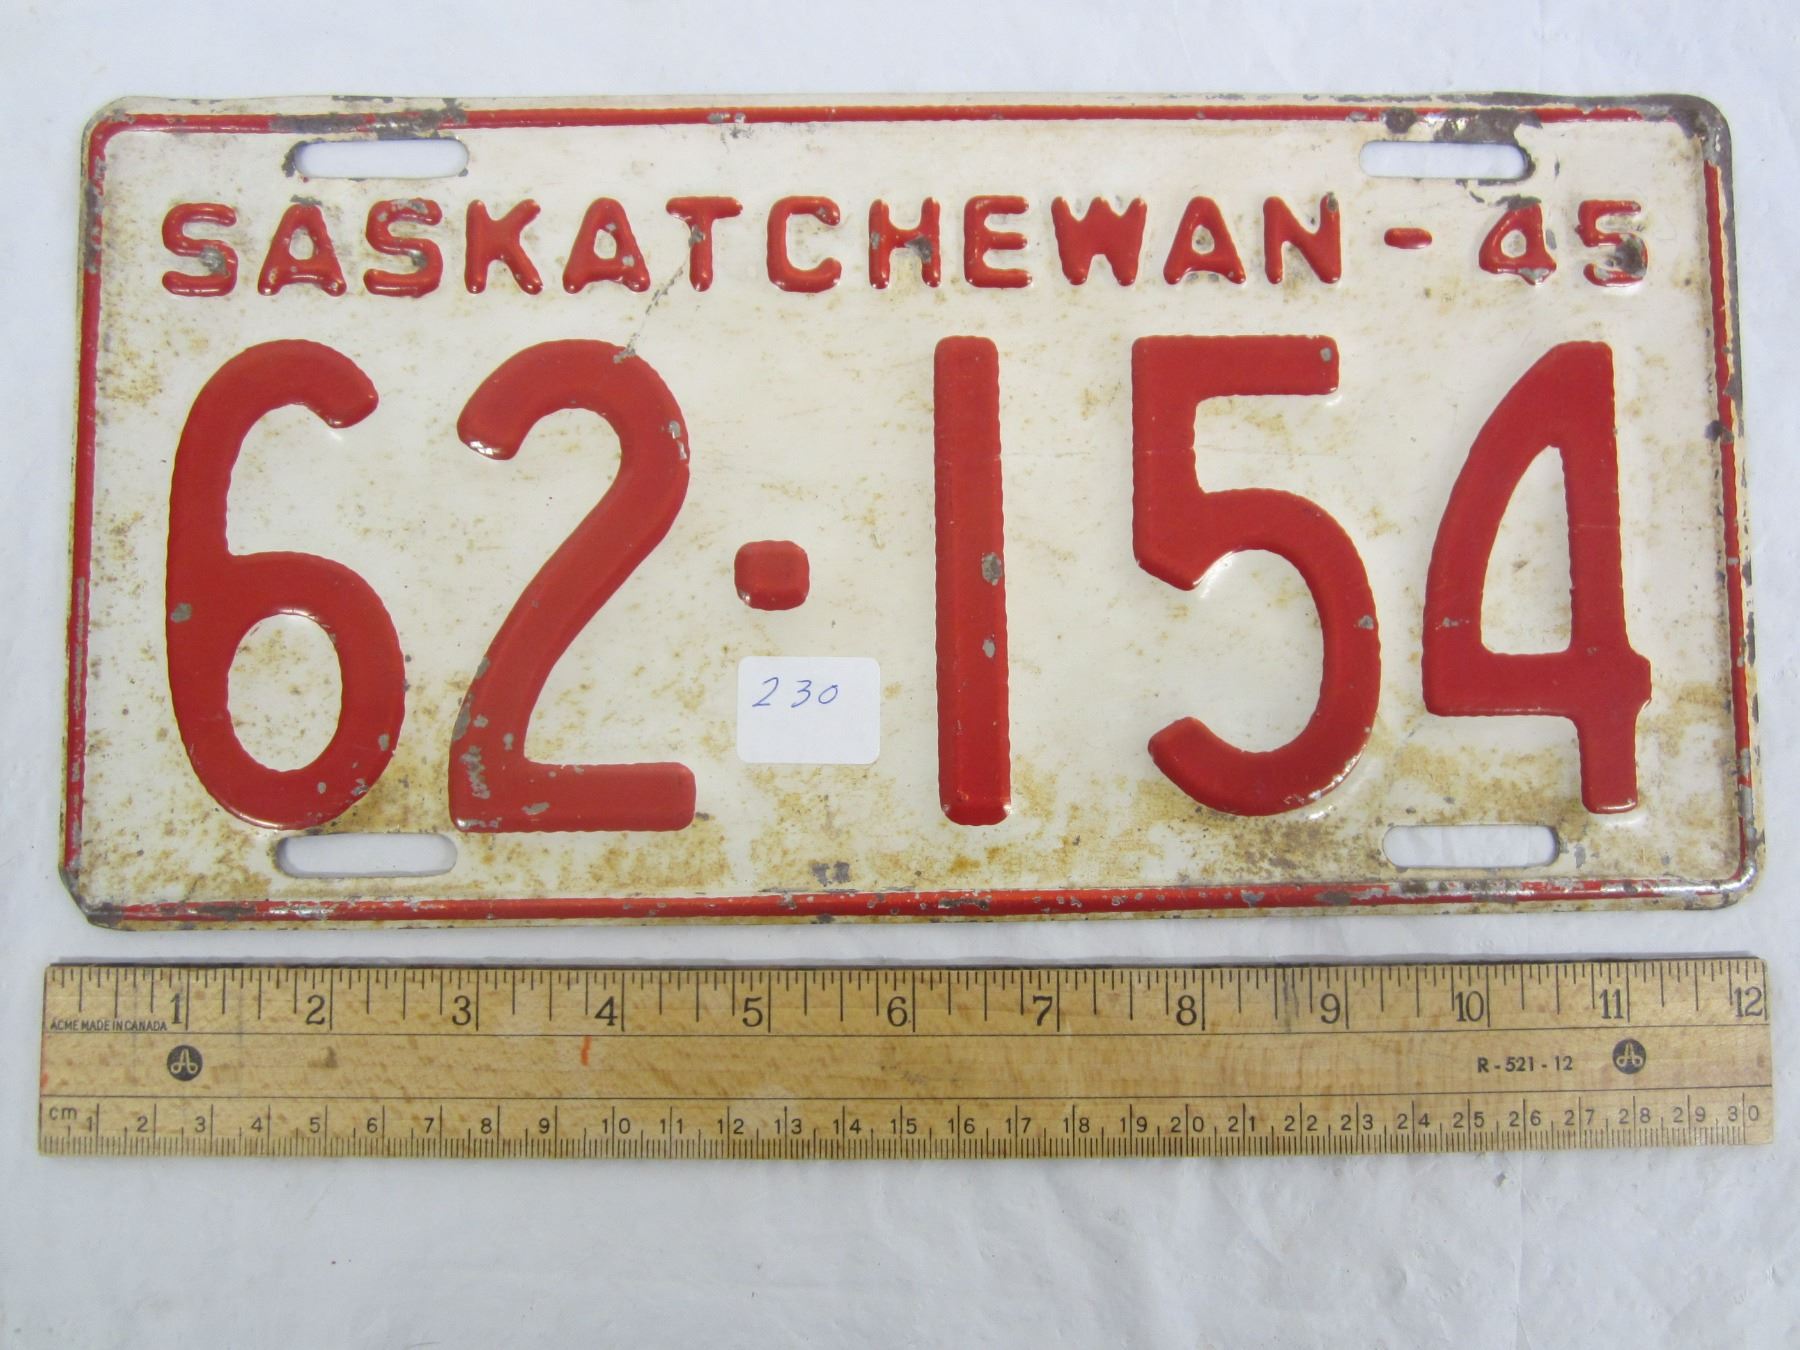 SASKATCHEWAN - 45
62-154
230
1 2 3 4 5 6 7 8 9 10 11 12
ACME MADE IN CANADA
R-521-12
cm 1 2 3 4 5 6 7 8 9 10 11 12 13 14 15 16 17 18 19 20 21 22 23 24 25 26 27 28 29 30